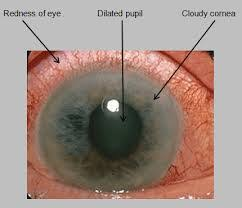 Redness of eye
Dilated pupil
Cloudy cornea